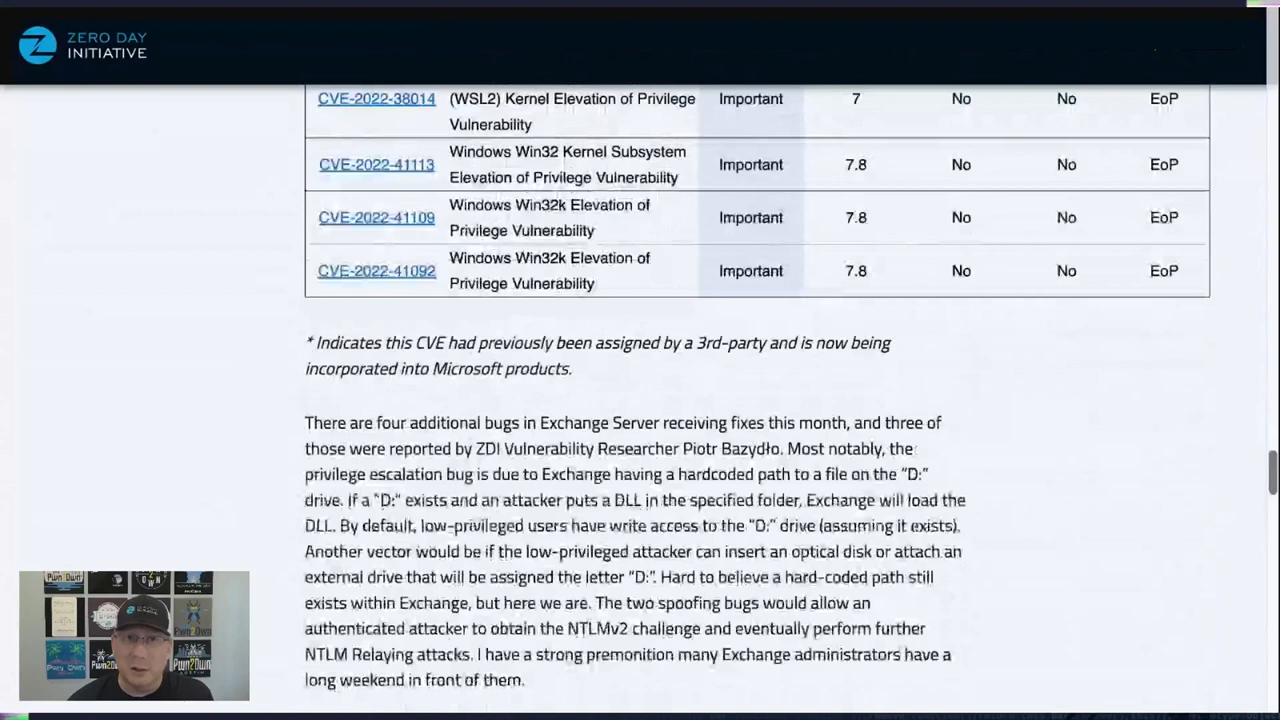 ZERO DAY
INITIATIVE
CVE-2022-38014 (WSL2) Kernel Elevation of Privilege Vulnerability Important 7 No No EoP
CVE-2022-41113 Windows Win32 Kernel Subsystem Elevation of Privilege Vulnerability Important 7.8 No No EoP
CVE-2022-41109 Windows Win32k Elevation of Privilege Vulnerability Important 7.8 No No EoP
CVE-2022-41092 Windows Win32k Elevation of Privilege Vulnerability Important 7.8 No No EoP
* Indicates this CVE had previously been assigned by a 3rd-party and is now being
incorporated into Microsoft products.
There are four additional bugs in Exchange Server receiving fixes this month, and three of
those were reported by ZDI Vulnerability Researcher Piotr Bazydło. Most notably, the
privilege escalation bug is due to Exchange having a hardcoded path to a file on the “D:”
drive. If a “D:” exists and an attacker puts a DLL in the specified folder, Exchange will load the
DLL. By default, low-privileged users have write access to the “D:” drive (assuming it exists).
Another vector would be if the low-privileged attacker can insert an optical disk or attach an
external drive that will be assigned the letter “D:”. Hard to believe a hard-coded path still
exists within Exchange, but here we are. The two spoofing bugs would allow an
authenticated attacker to obtain the NTLMv2 challenge and eventually perform further
NTLM Relaying attacks. I have a strong premonition many Exchange administrators have a
long weekend in front of them.